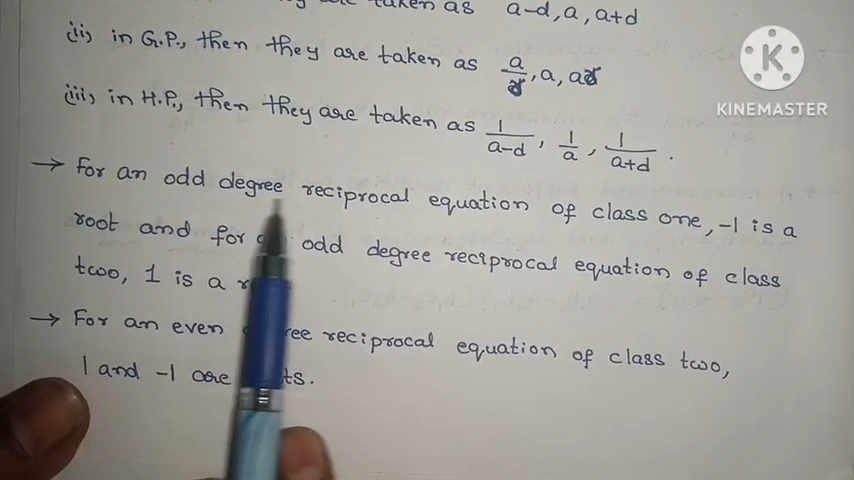 taken as a-d, a, a+d
(ii) in G.P., then they are taken as a/r, a, ar
(iii) in H.P., then they are taken as 1/(a-d), 1/a, 1/(a+d).
→ For an odd degree reciprocal equation of class one, -1 is a
root and for odd degree reciprocal equation of class
two, 1 is a
→ For an even reciprocal equation of class two,
1 and -1 are
K
KINEMASTER